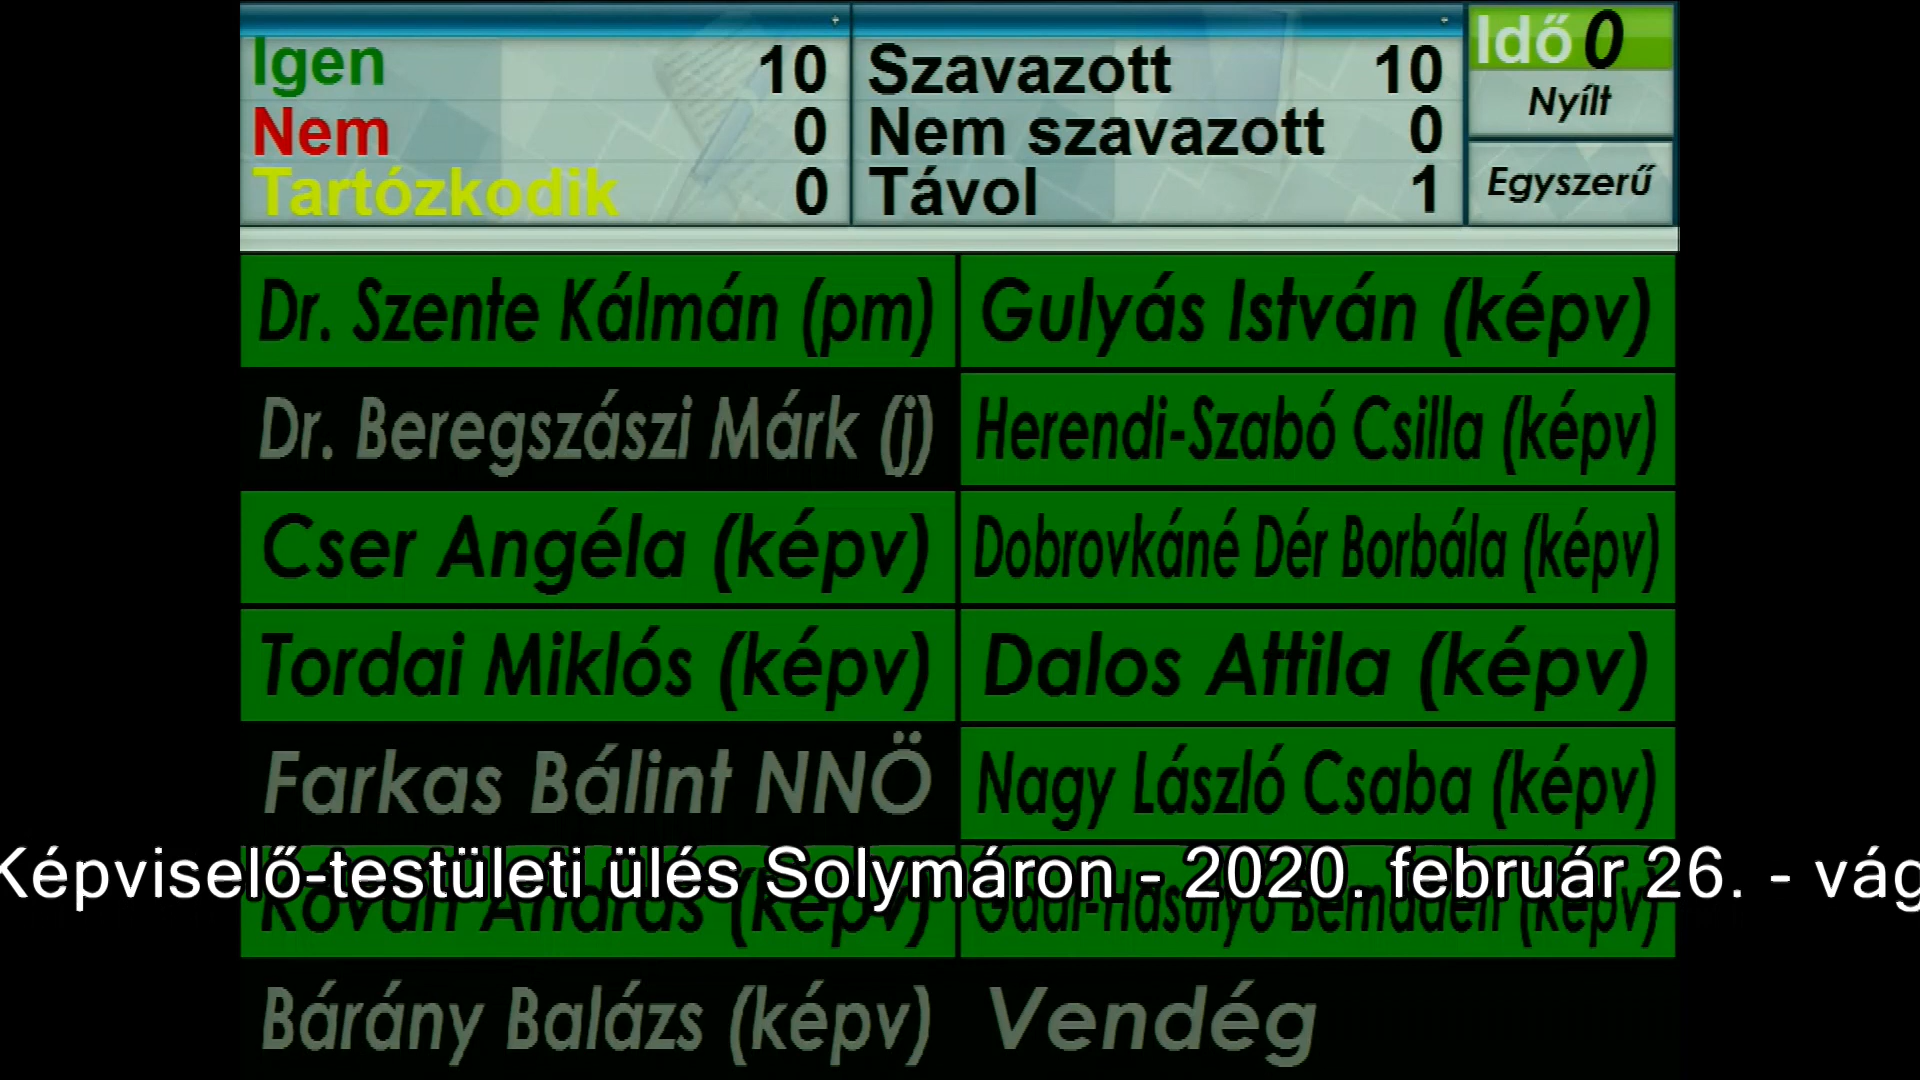 Igen 10
Nem 0
Tartózkodik 0
Szavazott 10
Nem szavazott 0
Távol 1
Idő 0
Nyílt
Egyszerű
Dr. Szente Kálmán (pm)
Gulyás István (képv)
Dr. Beregszászi Márk (j)
Herendi-Szabó Csilla (képv)
Cser Angéla (képv)
Dobrovkáné Dér Borbála (képv)
Tordai Miklós (képv)
Dalos Attila (képv)
Farkas Bálint NNÖ
Nagy László Csaba (képv)
Képviselő-testületi ülés Solymáron - 2020. február 26. - vág
András (képv)
(képv)
Bárány Balázs (képv)
Vendég